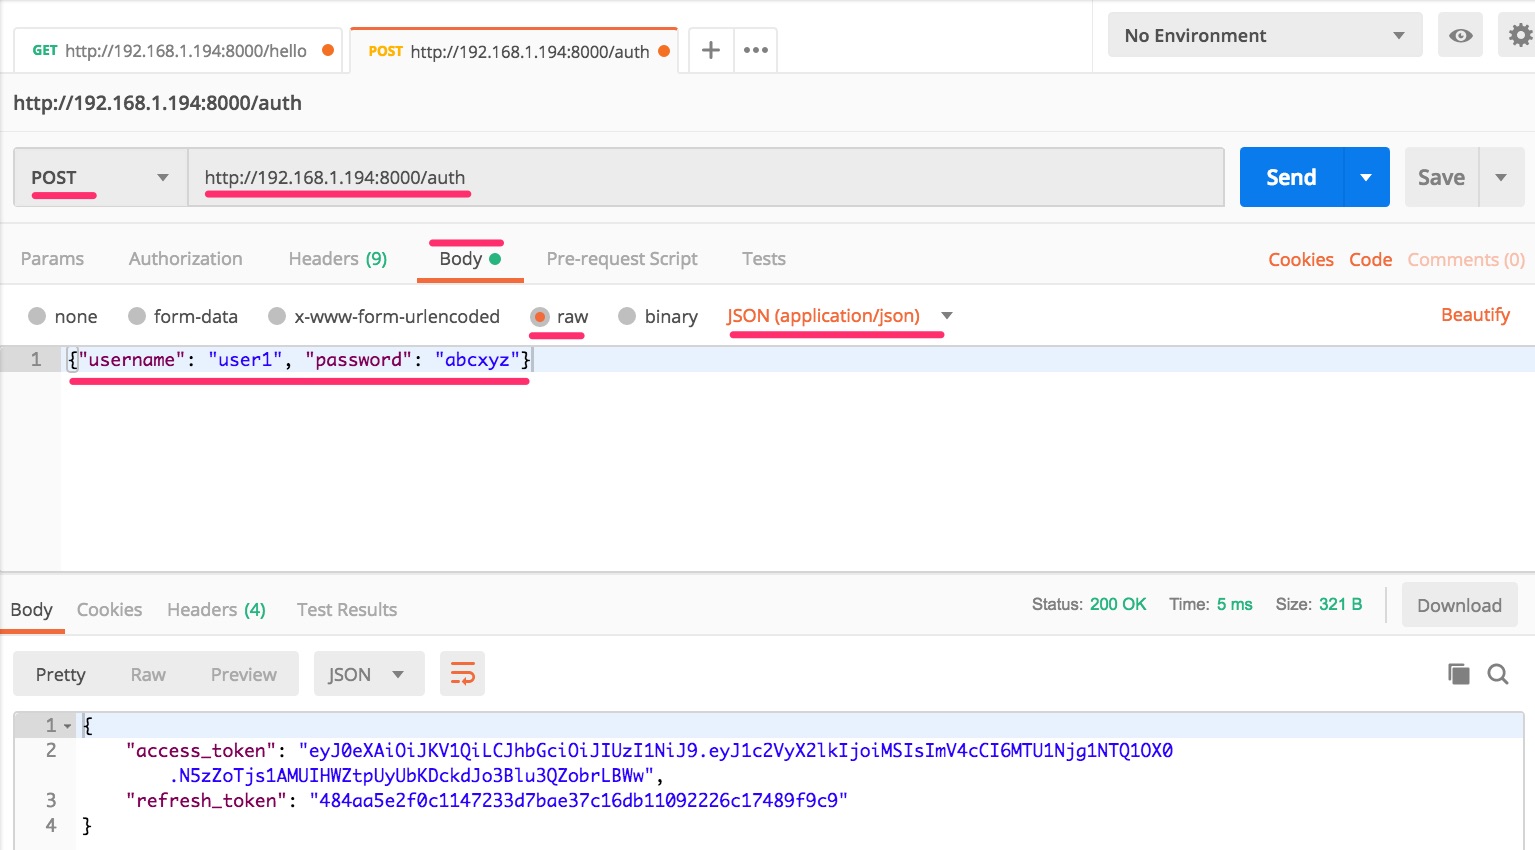 GET http://192.168.1.194:8000/hello
POST http://192.168.1.194:8000/auth
No Environment
http://192.168.1.194:8000/auth
POST http://192.168.1.194:8000/auth Send Save
Params Authorization Headers (9) Body Pre-request Script Tests Cookies Code Comments (0)
none form-data x-www-form-urlencoded raw binary JSON (application/json) Beautify
1 {"username": "user1", "password": "abcxyz"}
Body Cookies Headers (4) Test Results Status: 200 OK Time: 5 ms Size: 321 B Download
Pretty Raw Preview JSON
1 {
2 "access_token": "eyJ0eXAiOiJKV1QiLCJhbGciOiJIUzI1NiJ9.eyJ1c2VyX2lkIjoiMSIsImV4cCI6MTU1Njg1NTQ1OX0
.N5zZoTjs1AMUIHWZtpUyUbKDckdJo3Blu3QZobrLBWw",
3 "refresh_token": "484aa5e2f0c1147233d7bae37c16db11092226c17489f9c9"
4 }